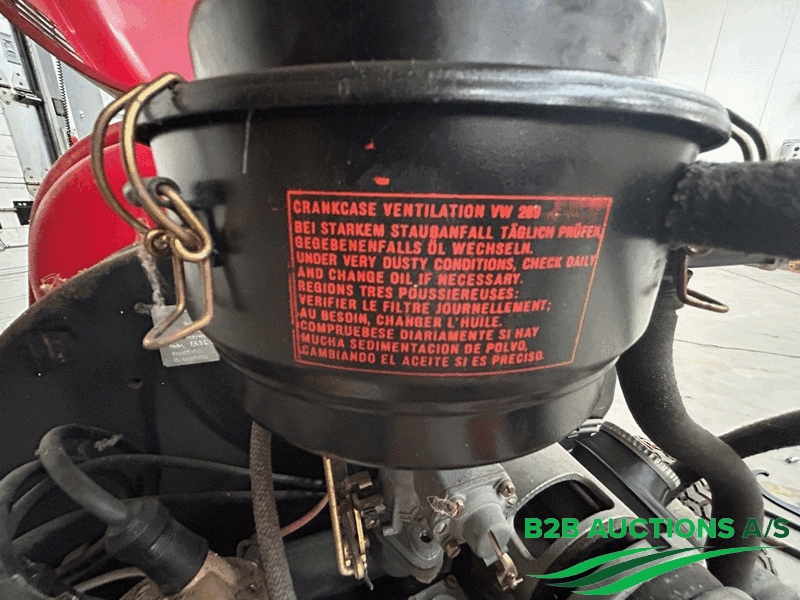 CRANKCASE VENTILATION VW 269
BEI STARKEM STAUBANFALL TÄGLICH PRÜFEN,
GEGEBENENFALLS ÖL WECHSELN.
UNDER VERY DUSTY CONDITIONS, CHECK DAILY
AND CHANGE OIL IF NECESSARY.
REGIONS TRES POUSSIEREUSES:
VERIFIER LE FILTRE JOURNELLEMENT;
AU BESOIN, CHANGER L'HUILE.
COMPRUEBESE DIARIAMENTE SI HAY
MUCHA SEDIMENTACION DE POLVO,
CAMBIANDO EL ACEITE SI ES PRECISO.
B2B AUCTIONS A/S